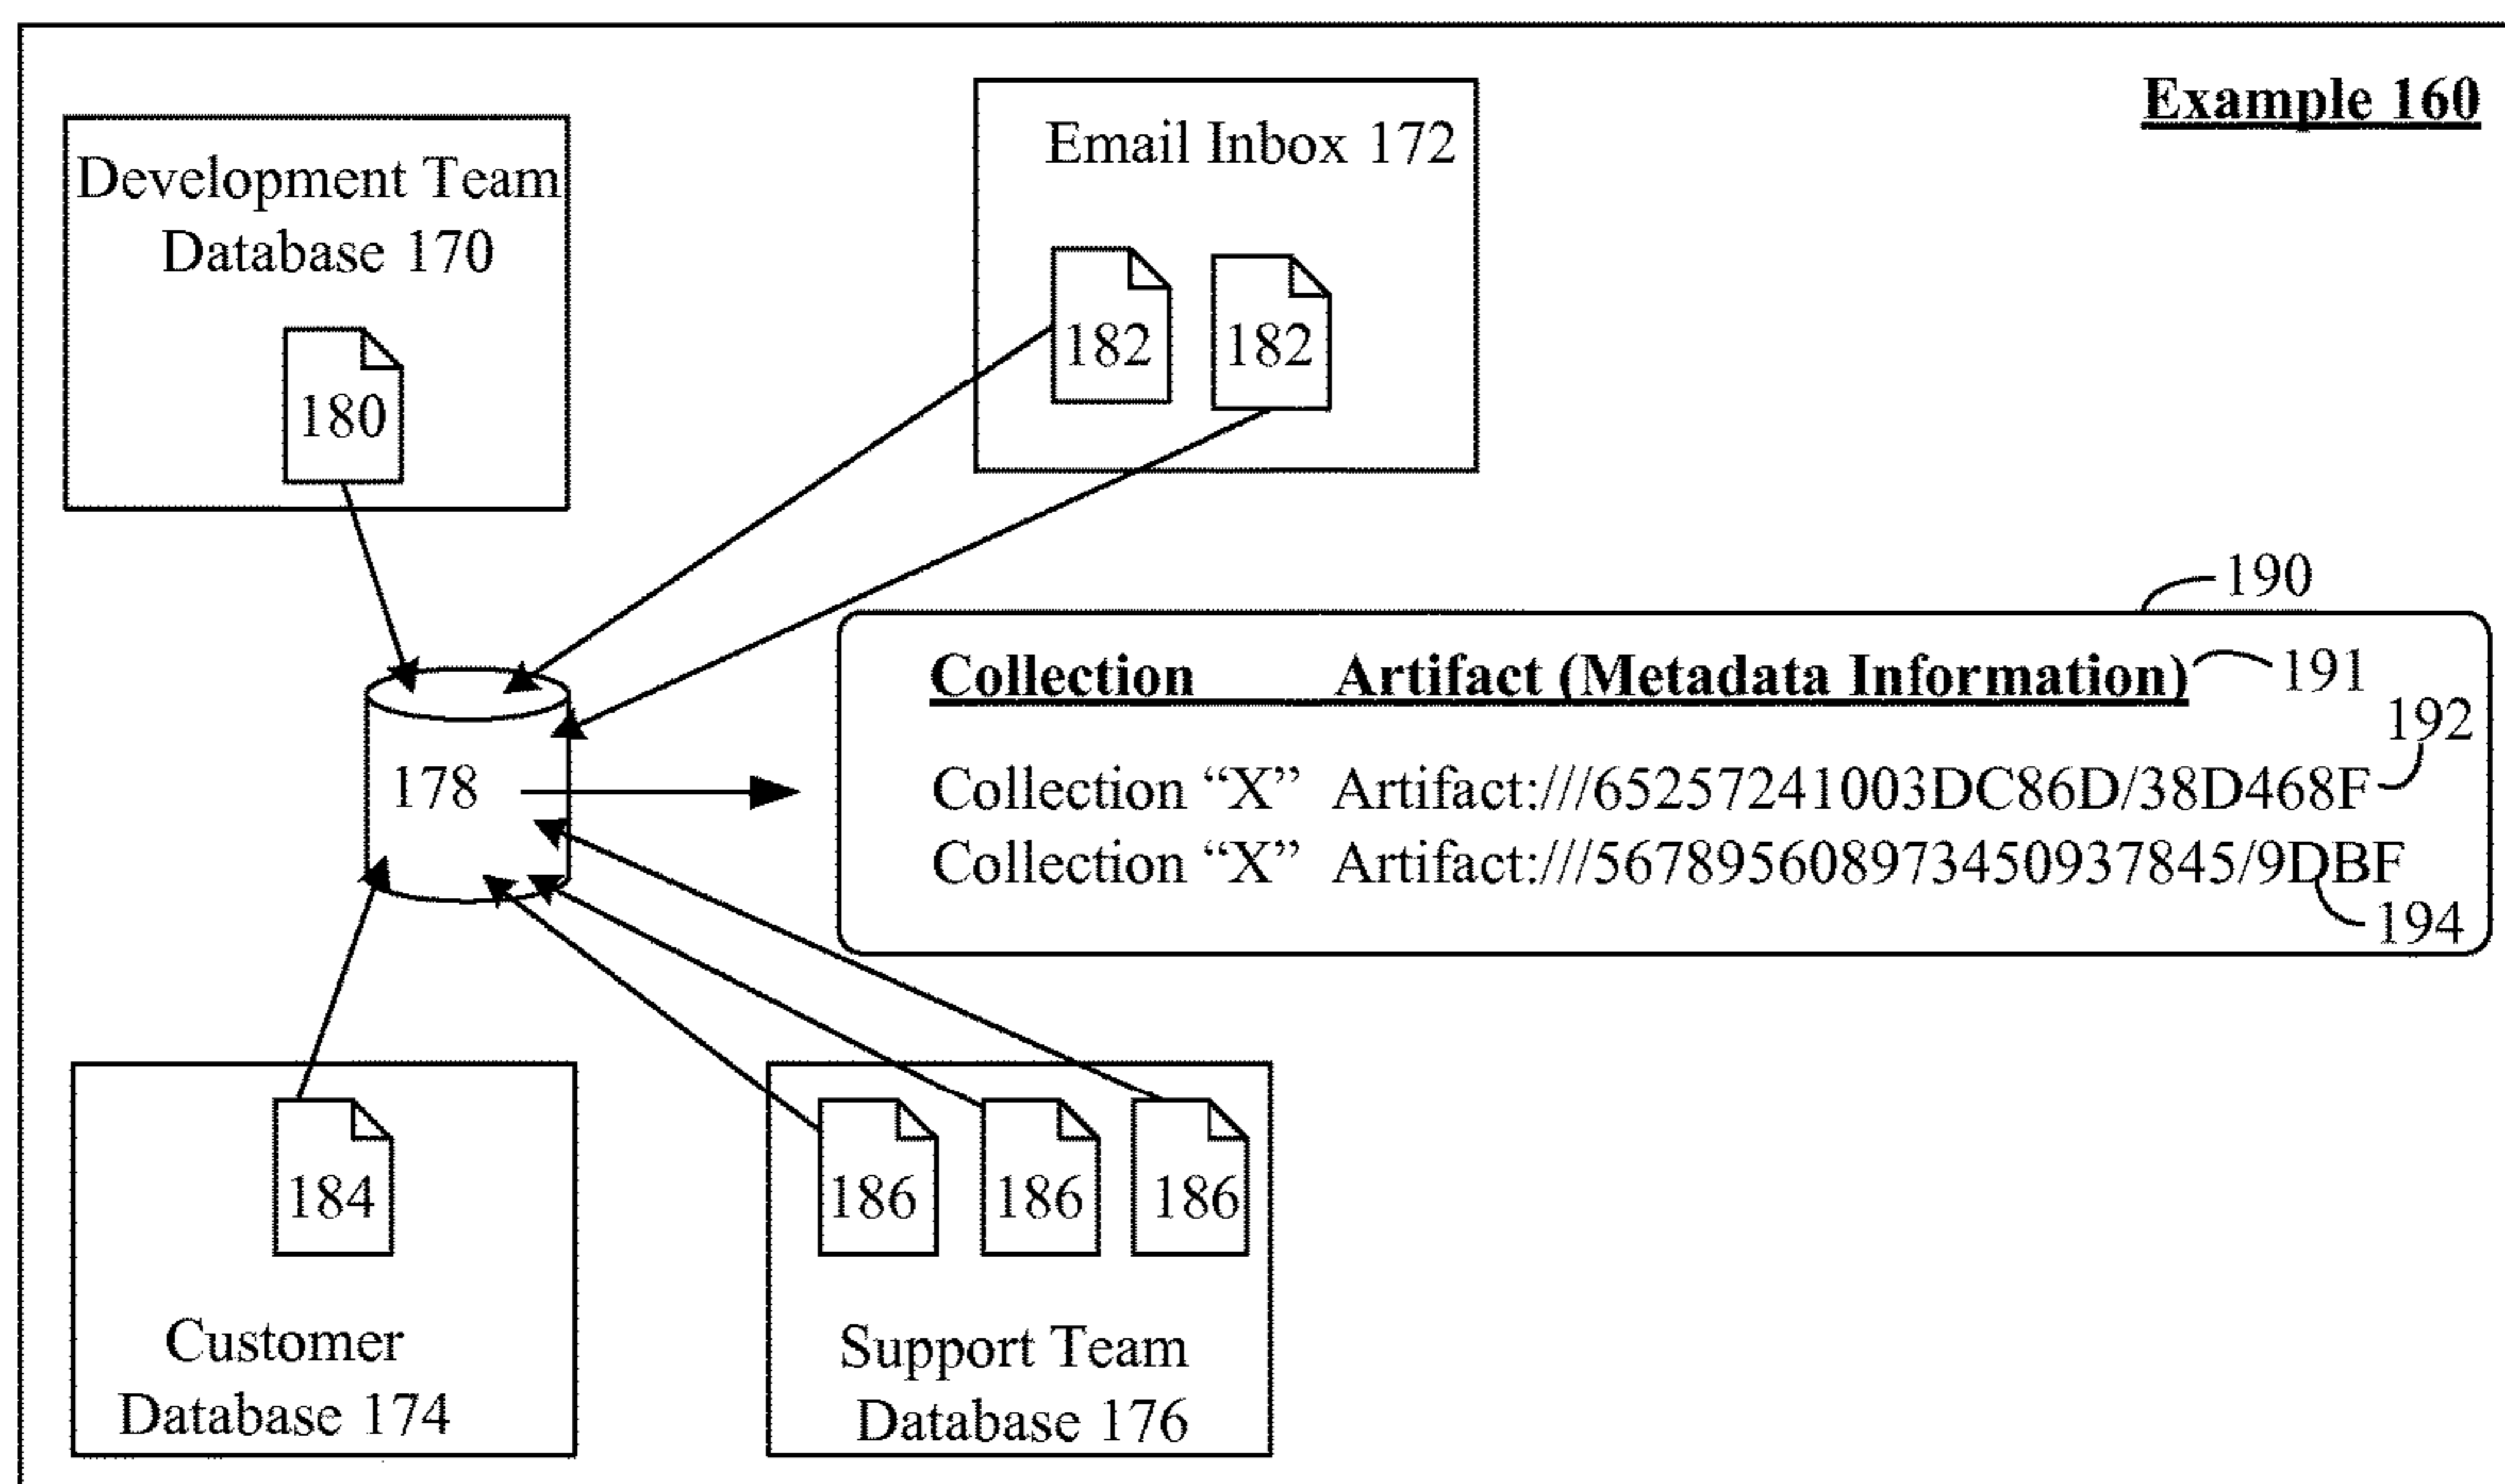 Example 160
Development Team
Database 170
180
Email Inbox 172
182 182
190
Collection Artifact (Metadata Information) 191
192
178
Collection “X” Artifact:///65257241003DC86D/38D468F
Collection “X” Artifact:///567895608973450937845/9DBF
194
184
Customer
Database 174
186 186 186
Support Team
Database 176